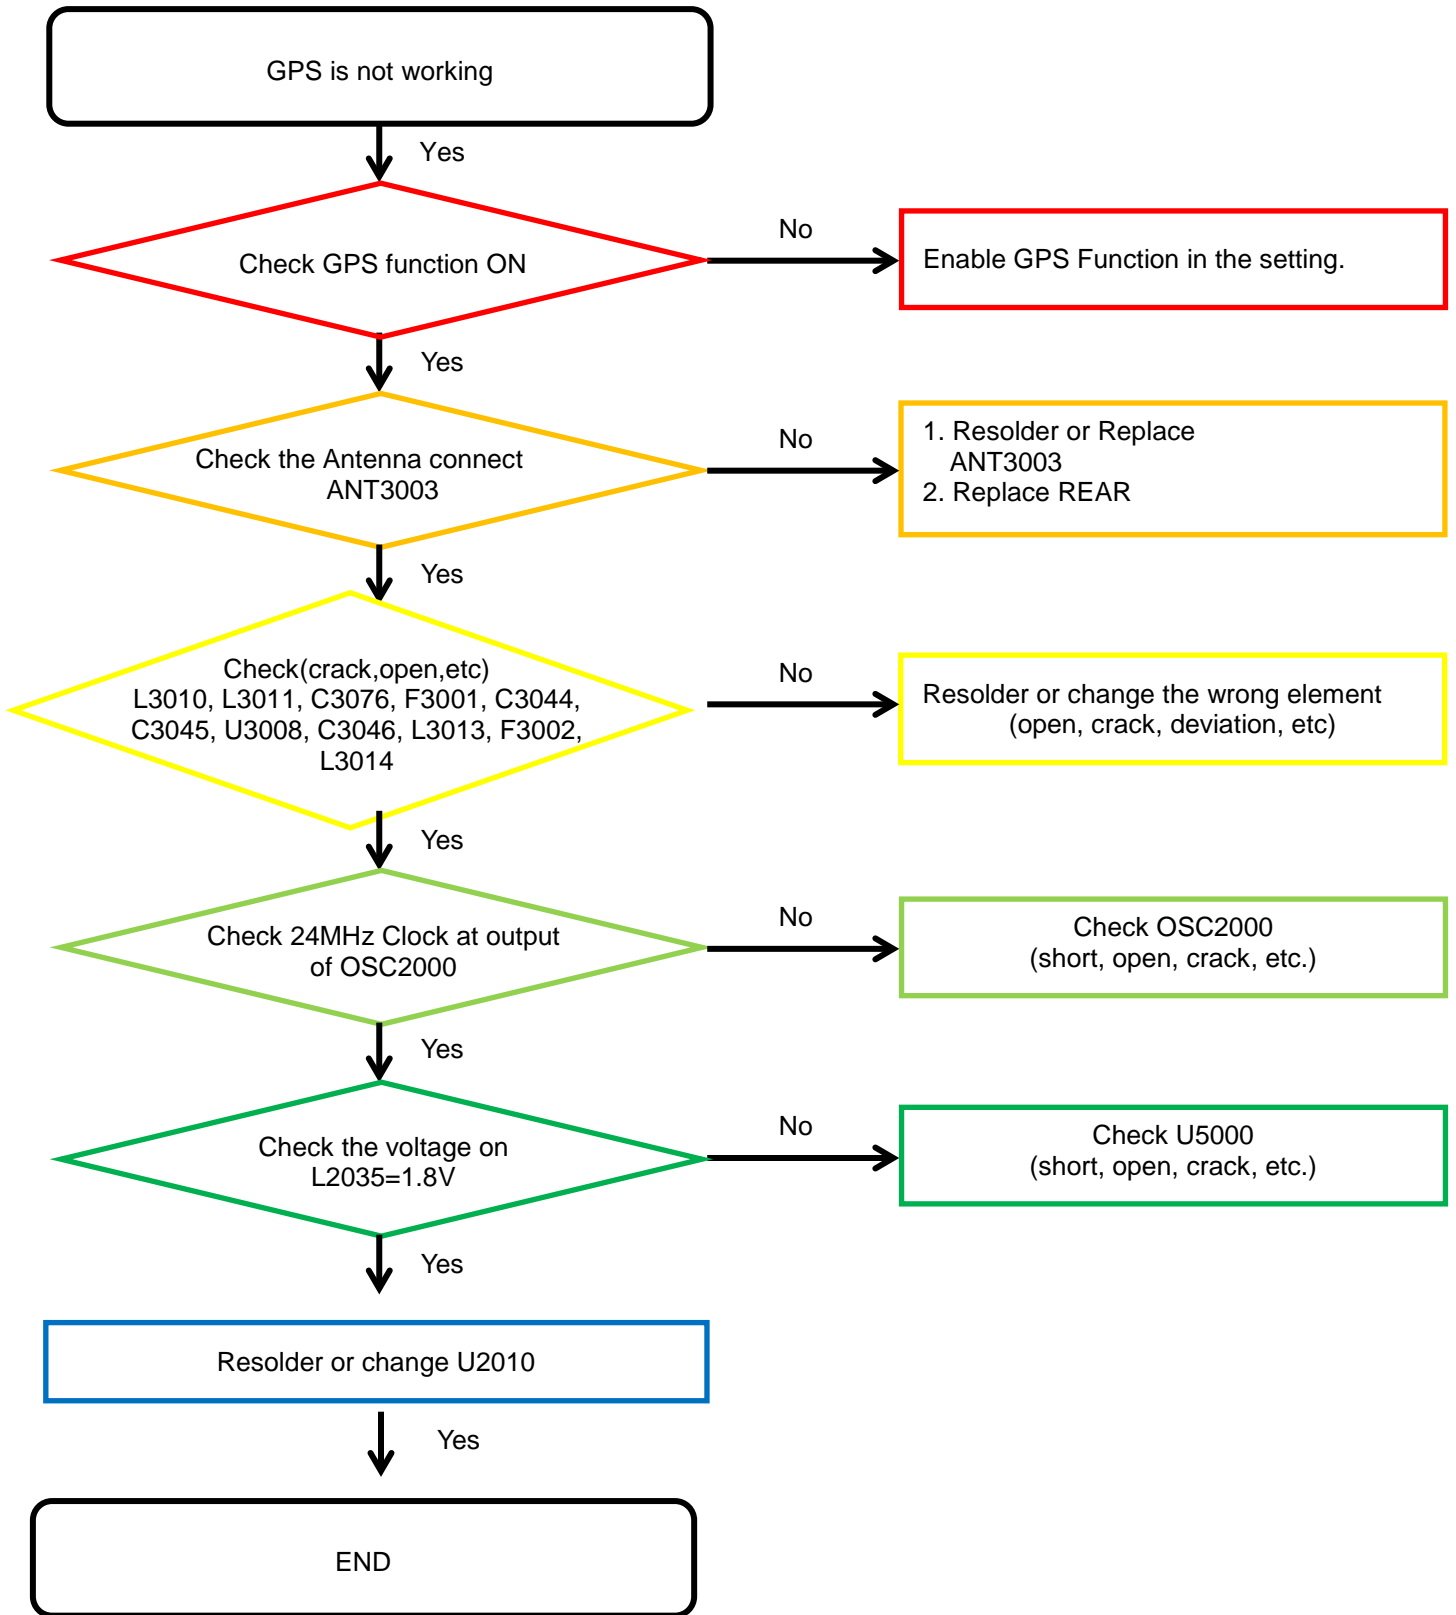 GPS is not working
Yes
Check GPS function ON
No
Enable GPS Function in the setting.
Yes
Check the Antenna connect
ANT3003
No
1. Resolder or Replace
ANT3003
2. Replace REAR
Yes
Check(crack,open,etc)
L3010, L3011, C3076, F3001, C3044,
C3045, U3008, C3046, L3013, F3002,
L3014
No
Resolder or change the wrong element
(open, crack, deviation, etc)
Yes
Check 24MHz Clock at output
of OSC2000
No
Check OSC2000
(short, open, crack, etc.)
Yes
Check the voltage on
L2035=1.8V
No
Check U5000
(short, open, crack, etc.)
Yes
Resolder or change U2010
Yes
END